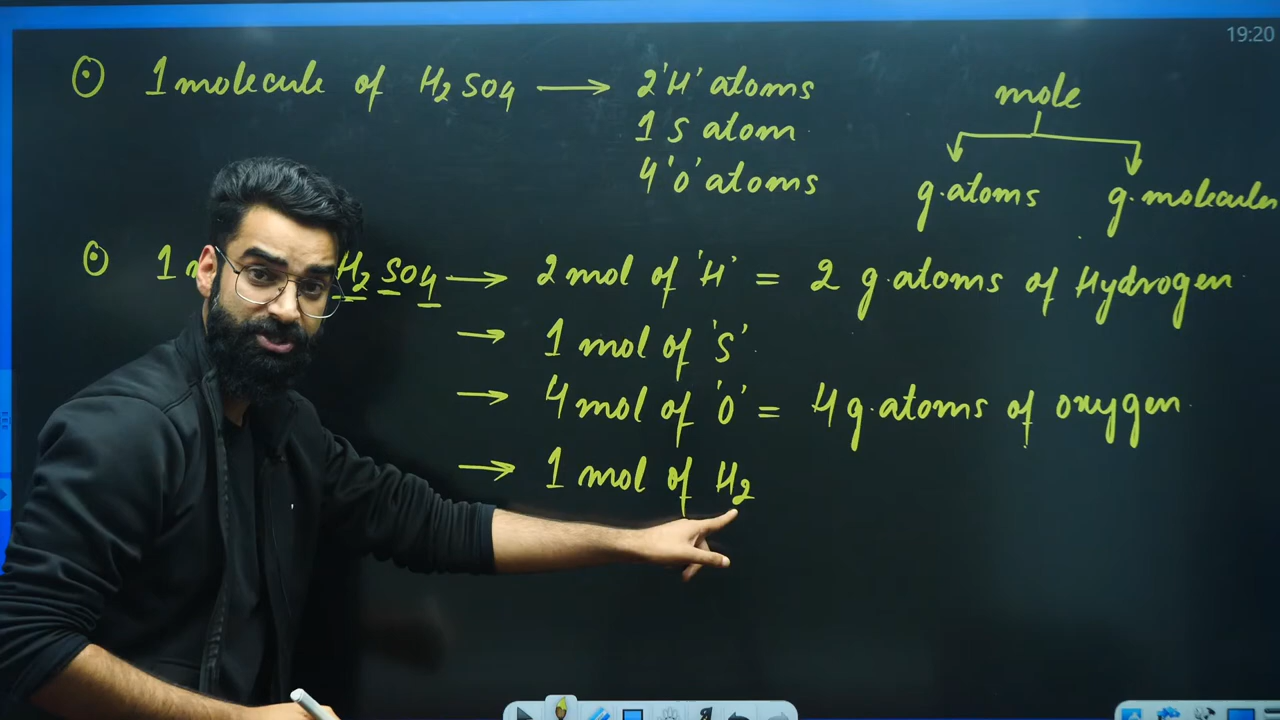 19:20
⊙ 1 molecule of H₂SO₄ ⟶ 2 'H' atoms
1 S atom
4 'O' atoms
mole
g.atoms g.molecules
⊙ 1 H₂SO₄ ⟶ 2 mol of 'H' = 2 g.atoms of Hydrogen
→ 1 mol of 'S'
→ 4 mol of 'O' = 4 g.atoms of oxygen
→ 1 mol of H₂